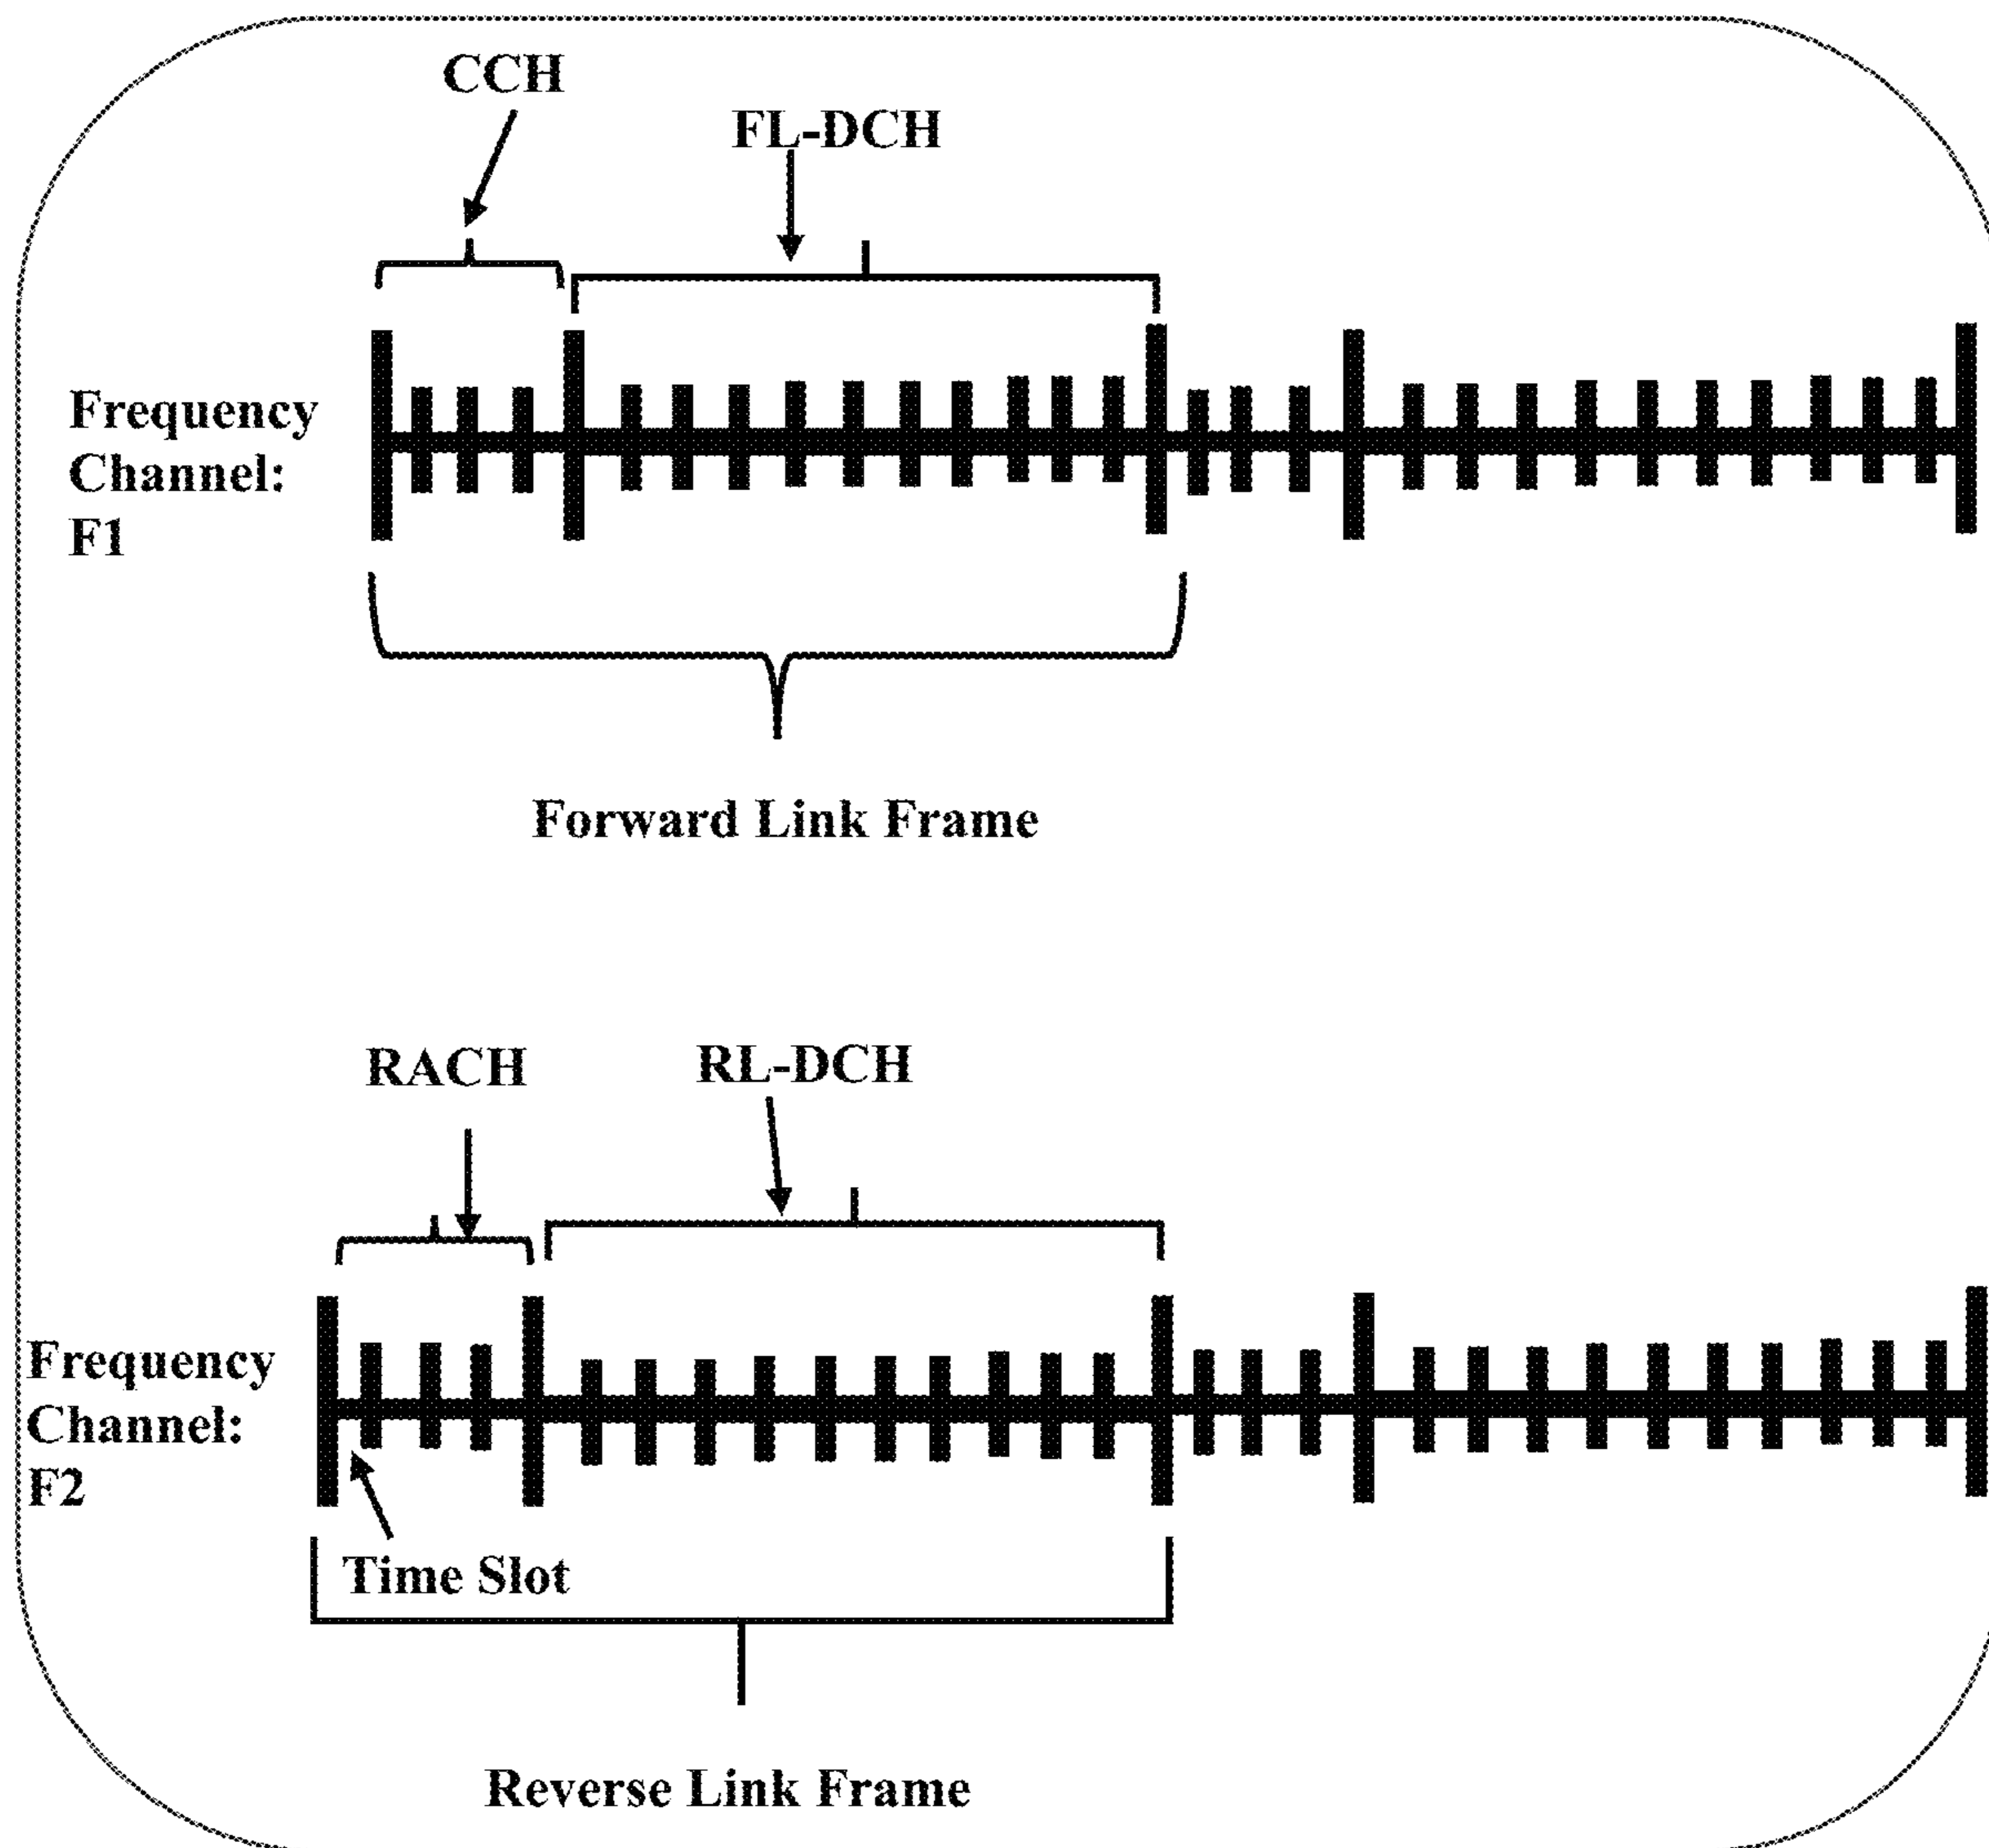 CCH
FL-DCH
Frequency
Channel:
F1
Forward Link Frame
RACH
RL-DCH
Frequency
Channel:
F2
Time Slot
Reverse Link Frame